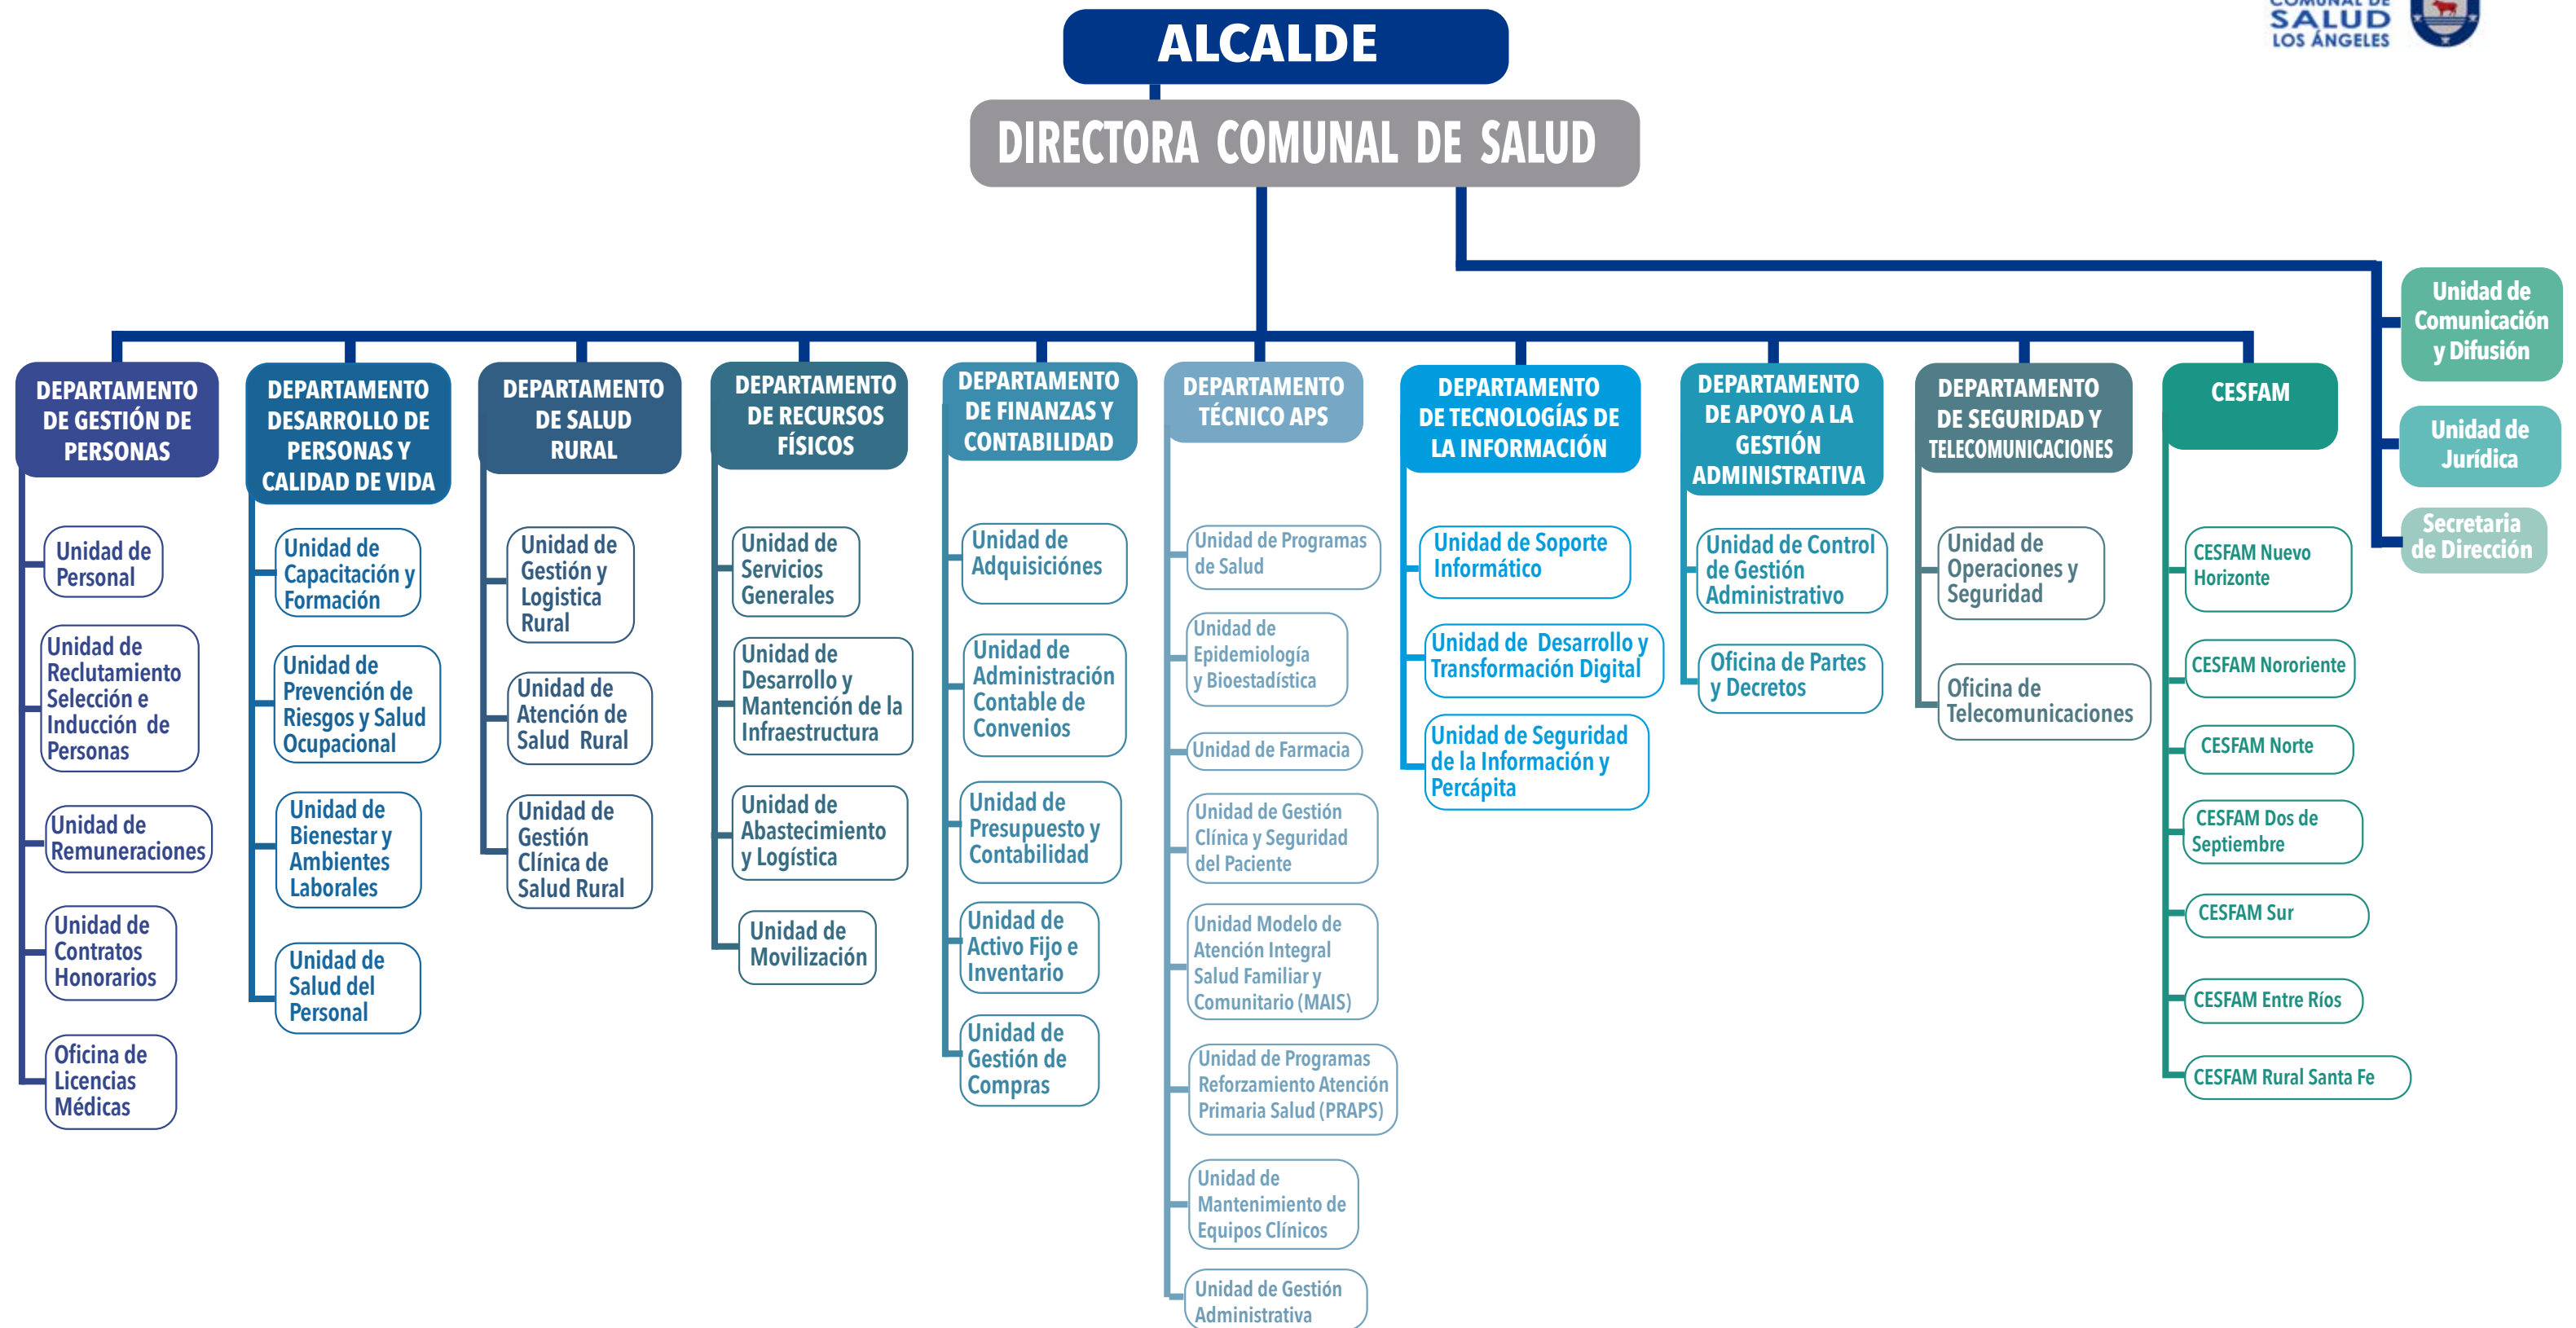 COMUNAL DE
SALUD
LOS ÁNGELES
ALCALDE
DIRECTORA COMUNAL DE SALUD
Unidad de
Comunicación
y Difusión
Unidad de
Jurídica
Secretaria
de Dirección
DEPARTAMENTO
DE GESTIÓN DE
PERSONAS
Unidad de
Personal
Unidad de
Reclutamiento
Selección e
Inducción de
Personas
Unidad de
Remuneraciones
Unidad de
Contratos
Honorarios
Oficina de
Licencias
Médicas
DEPARTAMENTO
DESARROLLO DE
PERSONAS Y
CALIDAD DE VIDA
Unidad de
Capacitación y
Formación
Unidad de
Prevención de
Riesgos y Salud
Ocupacional
Unidad de
Bienestar y
Ambientes
Laborales
Unidad de
Salud del
Personal
DEPARTAMENTO
DE SALUD
RURAL
Unidad de
Gestión y
Logistica
Rural
Unidad de
Atención de
Salud Rural
Unidad de
Gestión
Clínica de
Salud Rural
DEPARTAMENTO
DE RECURSOS
FÍSICOS
Unidad de
Servicios
Generales
Unidad de
Desarrollo y
Mantención de la
Infraestructura
Unidad de
Abastecimiento
y Logística
Unidad de
Movilización
DEPARTAMENTO
DE FINANZAS Y
CONTABILIDAD
Unidad de
Adquisiciónes
Unidad de
Administración
Contable de
Convenios
Unidad de
Presupuesto y
Contabilidad
Unidad de
Activo Fijo e
Inventario
Unidad de
Gestión de
Compras
DEPARTAMENTO
TÉCNICO APS
Unidad de Programas
de Salud
Unidad de
Epidemiología
y Bioestadística
Unidad de Farmacia
Unidad de Gestión
Clínica y Seguridad
del Paciente
Unidad Modelo de
Atención Integral
Salud Familiar y
Comunitario (MAIS)
Unidad de Programas
Reforzamiento Atención
Primaria Salud (PRAPS)
Unidad de
Mantenimiento de
Equipos Clínicos
Unidad de Gestión
Administrativa
DEPARTAMENTO
DE TECNOLOGÍAS DE
LA INFORMACIÓN
Unidad de Soporte
Informático
Unidad de Desarrollo y
Transformación Digital
Unidad de Seguridad
de la Información y
Percápita
DEPARTAMENTO
DE APOYO A LA
GESTIÓN
ADMINISTRATIVA
Unidad de Control
de Gestión
Administrativo
Oficina de Partes
y Decretos
DEPARTAMENTO
DE SEGURIDAD Y
TELECOMUNICACIONES
Unidad de
Operaciones y
Seguridad
Oficina de
Telecomunicaciones
CESFAM
CESFAM Nuevo
Horizonte
CESFAM Nororiente
CESFAM Norte
CESFAM Dos de
Septiembre
CESFAM Sur
CESFAM Entre Ríos
CESFAM Rural Santa Fe